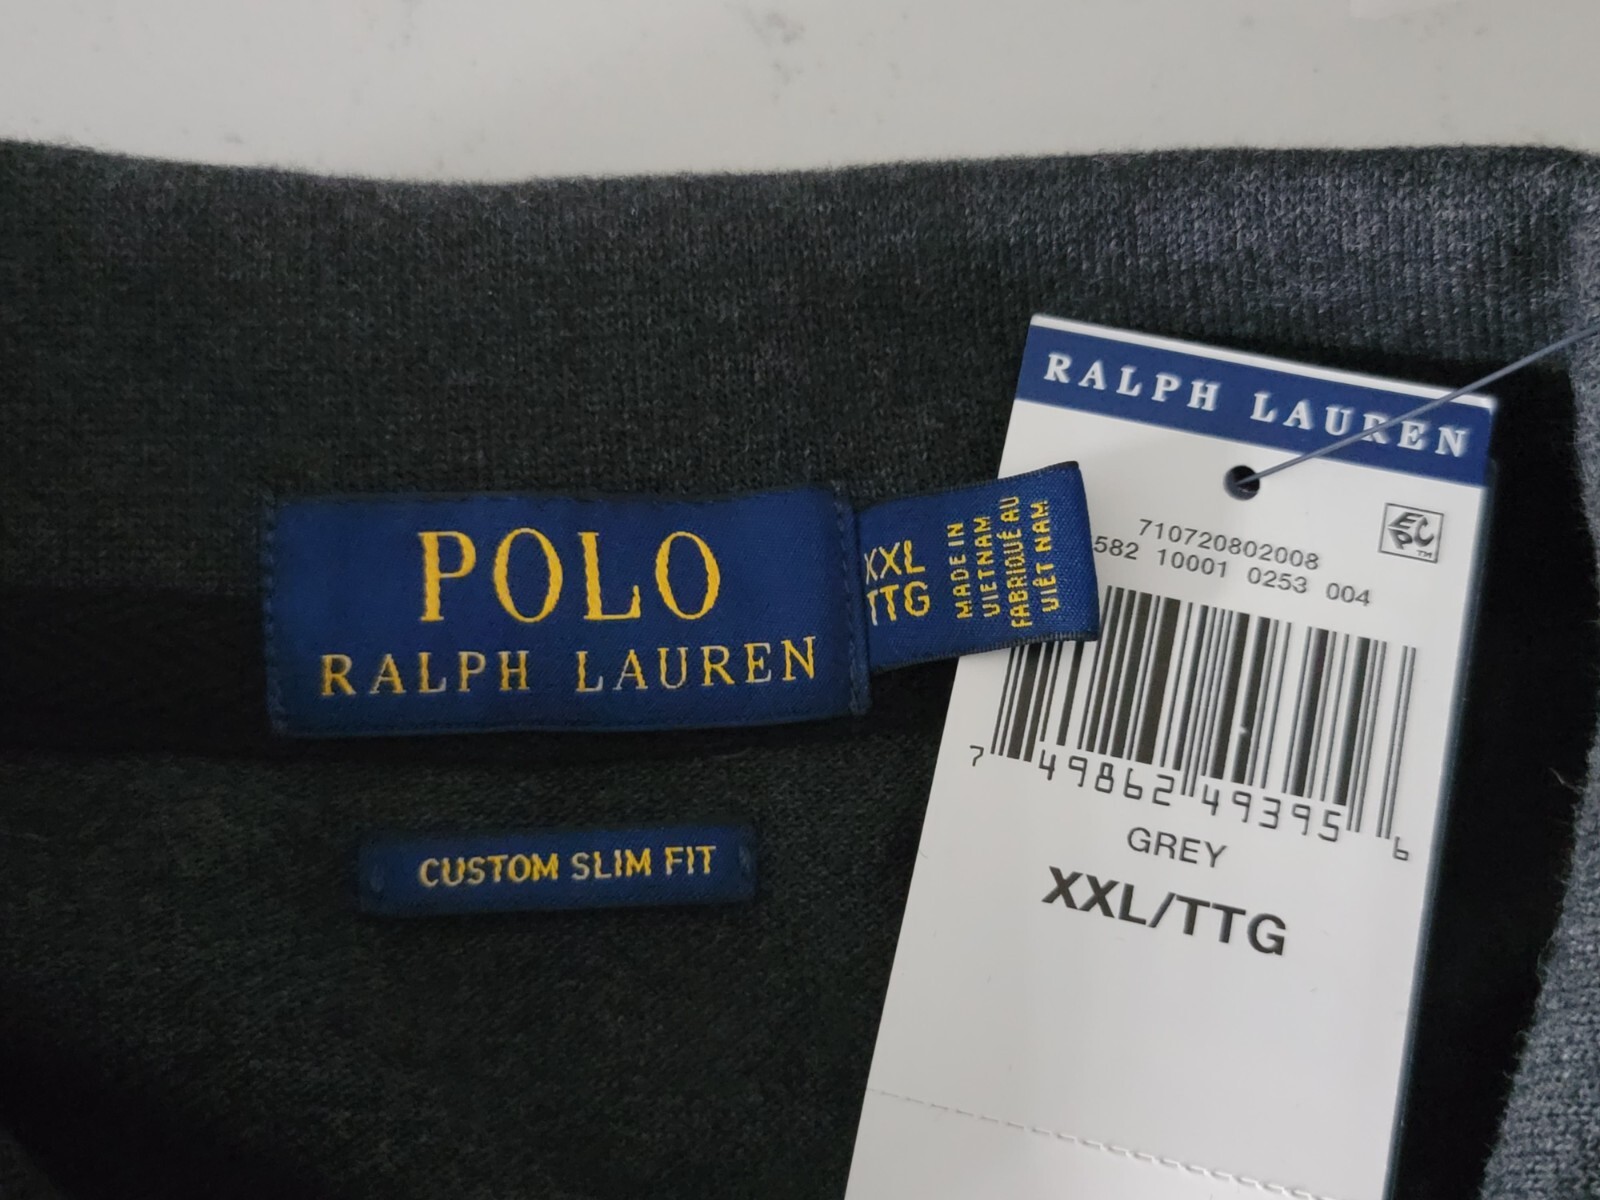 POLO
RALPH LAUREN
XXL
TTG
MADE IN
VIETNAM
FABRIQUÉ AU
VIÊT NAM
CUSTOM SLIM FIT
RALPH LAUREN
EPC™
710720802008
582 10001 0253 004
7 49862 49395 6
GREY
XXL/TTG